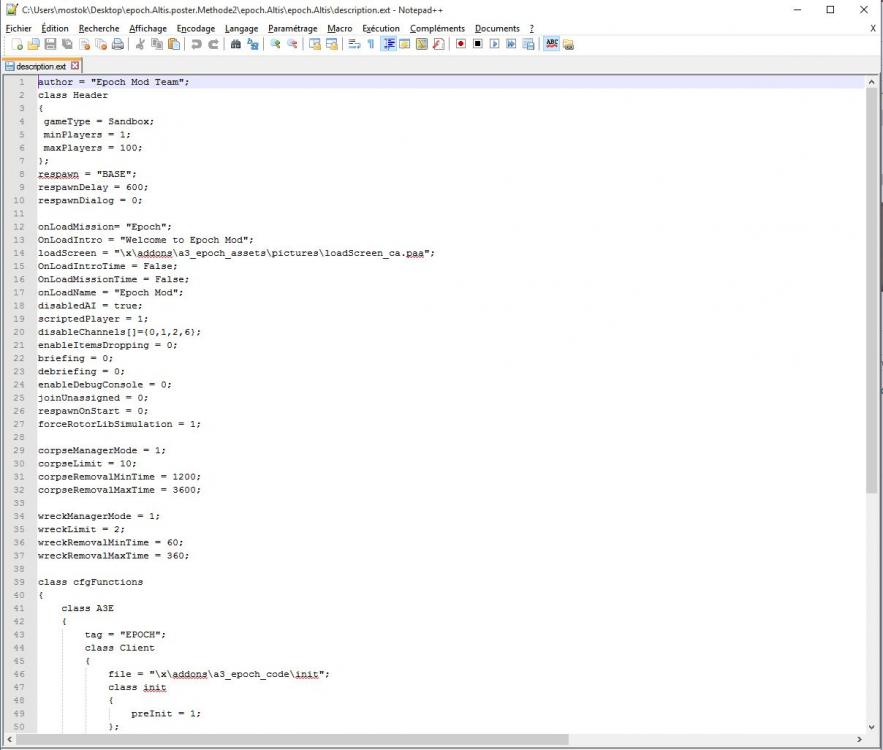 C:\Users\mostok\Desktop\epoch.Altis.poster.Methode2\epoch.Altis\epoch.Altis\description.ext - Notepad++
Fichier Édition Recherche Affichage Encodage Langage Paramétrage Macro Exécution Compléments Documents ? X
ABC
description.ext
1 author = "Epoch Mod Team";
2 class Header
3 {
4 gameType = Sandbox;
5 minPlayers = 1;
6 maxPlayers = 100;
7 };
8 respawn = "BASE";
9 respawnDelay = 600;
10 respawnDialog = 0;
11
12 onLoadMission= "Epoch";
13 OnLoadIntro = "Welcome to Epoch Mod";
14 loadScreen = "\x\addons\a3_epoch_assets\pictures\loadScreen_ca.paa";
15 OnLoadIntroTime = False;
16 OnLoadMissionTime = False;
17 onLoadName = "Epoch Mod";
18 disabledAI = true;
19 scriptedPlayer = 1;
20 disableChannels[]={0,1,2,6};
21 enableItemsDropping = 0;
22 briefing = 0;
23 debriefing = 0;
24 enableDebugConsole = 0;
25 joinUnassigned = 0;
26 respawnOnStart = 0;
27 forceRotorLibSimulation = 1;
28
29 corpseManagerMode = 1;
30 corpseLimit = 10;
31 corpseRemovalMinTime = 1200;
32 corpseRemovalMaxTime = 3600;
33
34 wreckManagerMode = 1;
35 wreckLimit = 2;
36 wreckRemovalMinTime = 60;
37 wreckRemovalMaxTime = 360;
38
39 class cfgFunctions
40 {
41 class A3E
42 {
43 tag = "EPOCH";
44 class Client
45 {
46 file = "\x\addons\a3_epoch_code\init";
47 class init
48 {
49 preInit = 1;
50 };